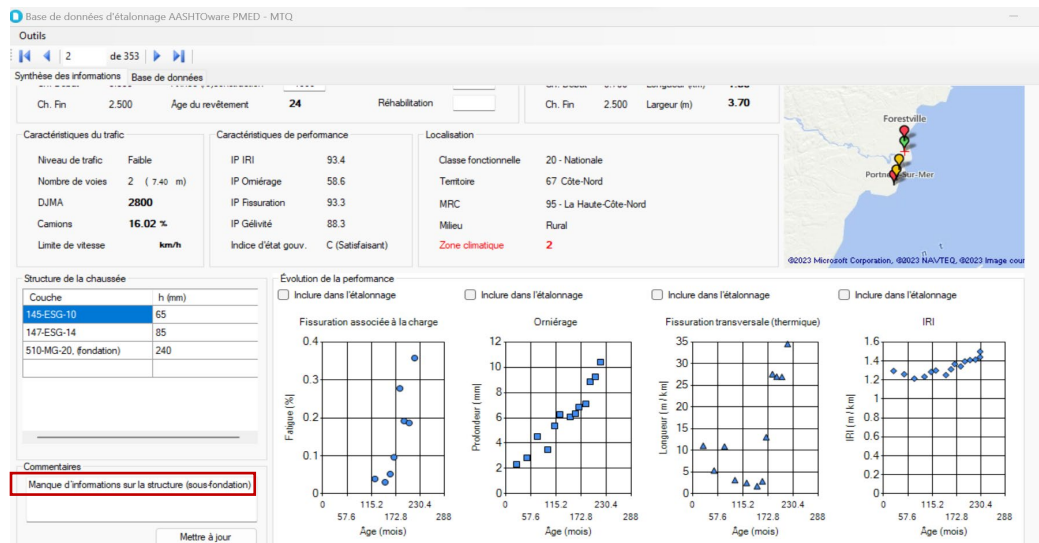 Base de données d'étalonnage AASHTOware PMED - MTQ
Outils
2 de 353
Synthèse des informations Base de données
Ch. Fin 2.500 Âge du revêtement 24 Réhabilitation
Ch. Fin 2.500 Largeur (m) 3.70
Caractéristiques du trafic
Niveau de trafic Faible
Nombre de voies 2 ( 7.40 m)
DJMA 2800
Camions 16.02 %
Limite de vitesse km/h
Caractéristiques de performance
IP IRI 93.4
IP Orniérage 58.6
IP Fissuration 93.3
IP Gélivité 88.3
Indice d'état gouv. C (Satisfaisant)
Localisation
Classe fonctionnelle 20 - Nationale
Territoire 67 Côte-Nord
MRC 95 - La Haute-Côte-Nord
Milieu Rural
Zone climatique 2
Forestville
©2023 Microsoft Corporation, ©2023 NAVTEQ, ©2023 Image cour
Structure de la chaussée
Couche h (mm)
145-ESG-10 65
147-ESG-14 85
510-MG-20, (fondation) 240
Commentaires
Manque d'informations sur la structure (sous-fondation)
Mettre à jour
Évolution de la perfomance
Inclure dans l'étalonnage
Fissuration associée à la charge
Fatigue [%]
0.4
0.3
0.2
0.1
0
0 115.2 230.4
57.6 172.8 288
Âge (mois)
Inclure dans l'étalonnage
Orniérage
Profondeur [mm]
12
10
8
6
4
2
0
0 115.2 230.4
57.6 172.8 288
Âge (mois)
Inclure dans l'étalonnage
Fissuration transversale (thermique)
Longueur [m / km]
35
30
25
20
15
10
5
0
0 115.2 230.4
57.6 172.8 288
Âge (mois)
Inclure dans l'étalonnage
IRI
IRI [m / km]
1.6
1.4
1.2
1
0.8
0.6
0.4
0.2
0
0 115.2 230.4
57.6 172.8 288
Âge (mois)